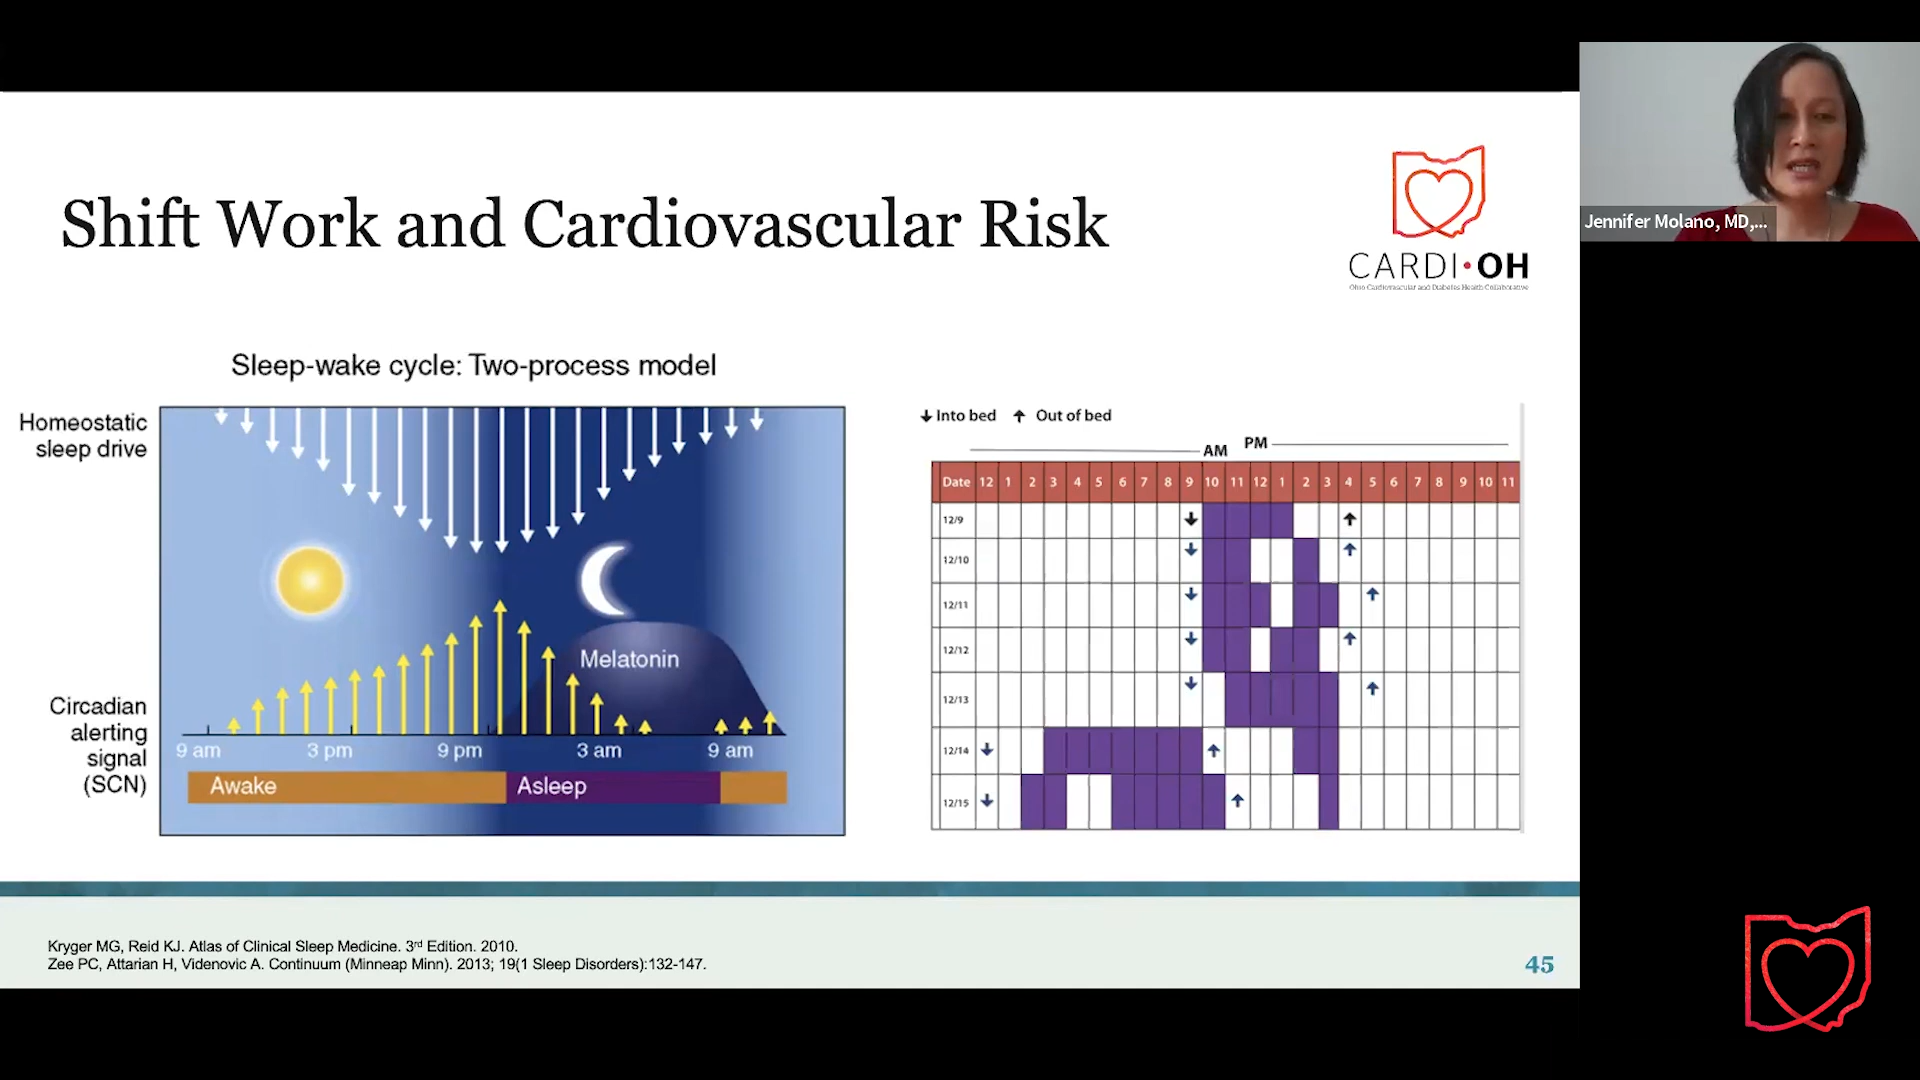 Shift Work and Cardiovascular Risk
CARDI•OH
Ohio Cardiovascular and Diabetes Health Collaborative
Jennifer Molano, MD,...
Sleep-wake cycle: Two-process model
Homeostatic
sleep drive
Melatonin
Circadian
alerting
signal
(SCN)
9 am 3 pm 9 pm 3 am 9 am
Awake Asleep
↓ Into bed ↑ Out of bed
AM PM
Date 12 1 2 3 4 5 6 7 8 9 10 11 12 1 2 3 4 5 6 7 8 9 10 11
12/9
12/10
12/11
12/12
12/13
12/14
12/15
Kryger MG, Reid KJ. Atlas of Clinical Sleep Medicine. 3rd Edition. 2010.
Zee PC, Attarian H, Videnovic A. Continuum (Minneap Minn). 2013; 19(1 Sleep Disorders):132-147.
45